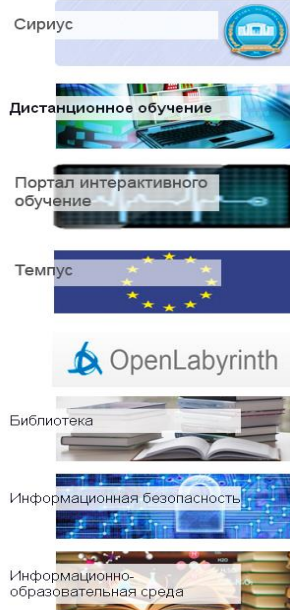 Сириус
Дистанционное обучение
Портал интерактивного
обучение
Темпус
OpenLabyrinth
Библиотека
Информационная безопасность
Информационно-
образовательная среда